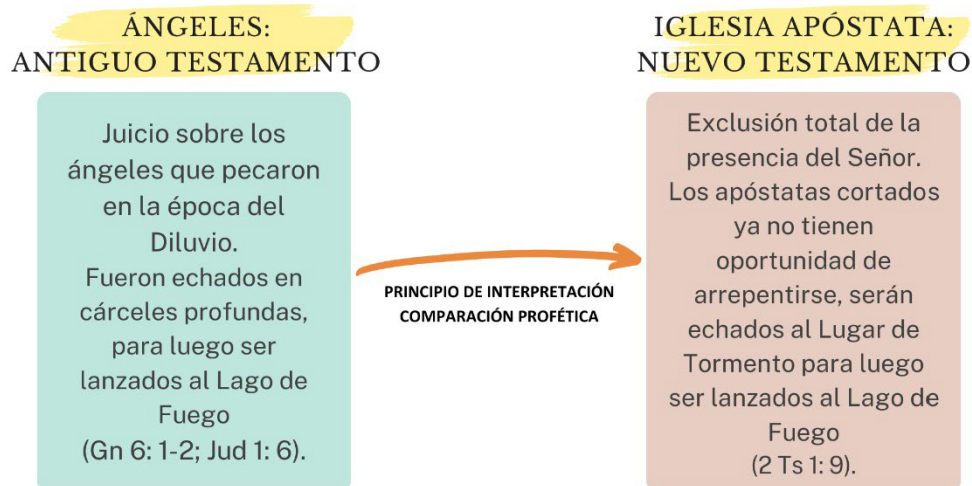 ÁNGELES:
ANTIGUO TESTAMENTO
Juicio sobre los
ángeles que pecaron
en la época del
Diluvio.
Fueron echados en
cárceles profundas,
para luego ser
lanzados al Lago de
Fuego
(Gn 6: 1-2; Jud 1: 6).
PRINCIPIO DE INTERPRETACIÓN
COMPARACIÓN PROFÉTICA
IGLESIA APÓSTATA:
NUEVO TESTAMENTO
Exclusión total de la
presencia del Señor.
Los apóstatas cortados
ya no tienen
oportunidad de
arrepentirse, serán
echados al Lugar de
Tormento para luego
ser lanzados al Lago de
Fuego
(2 Ts 1: 9).